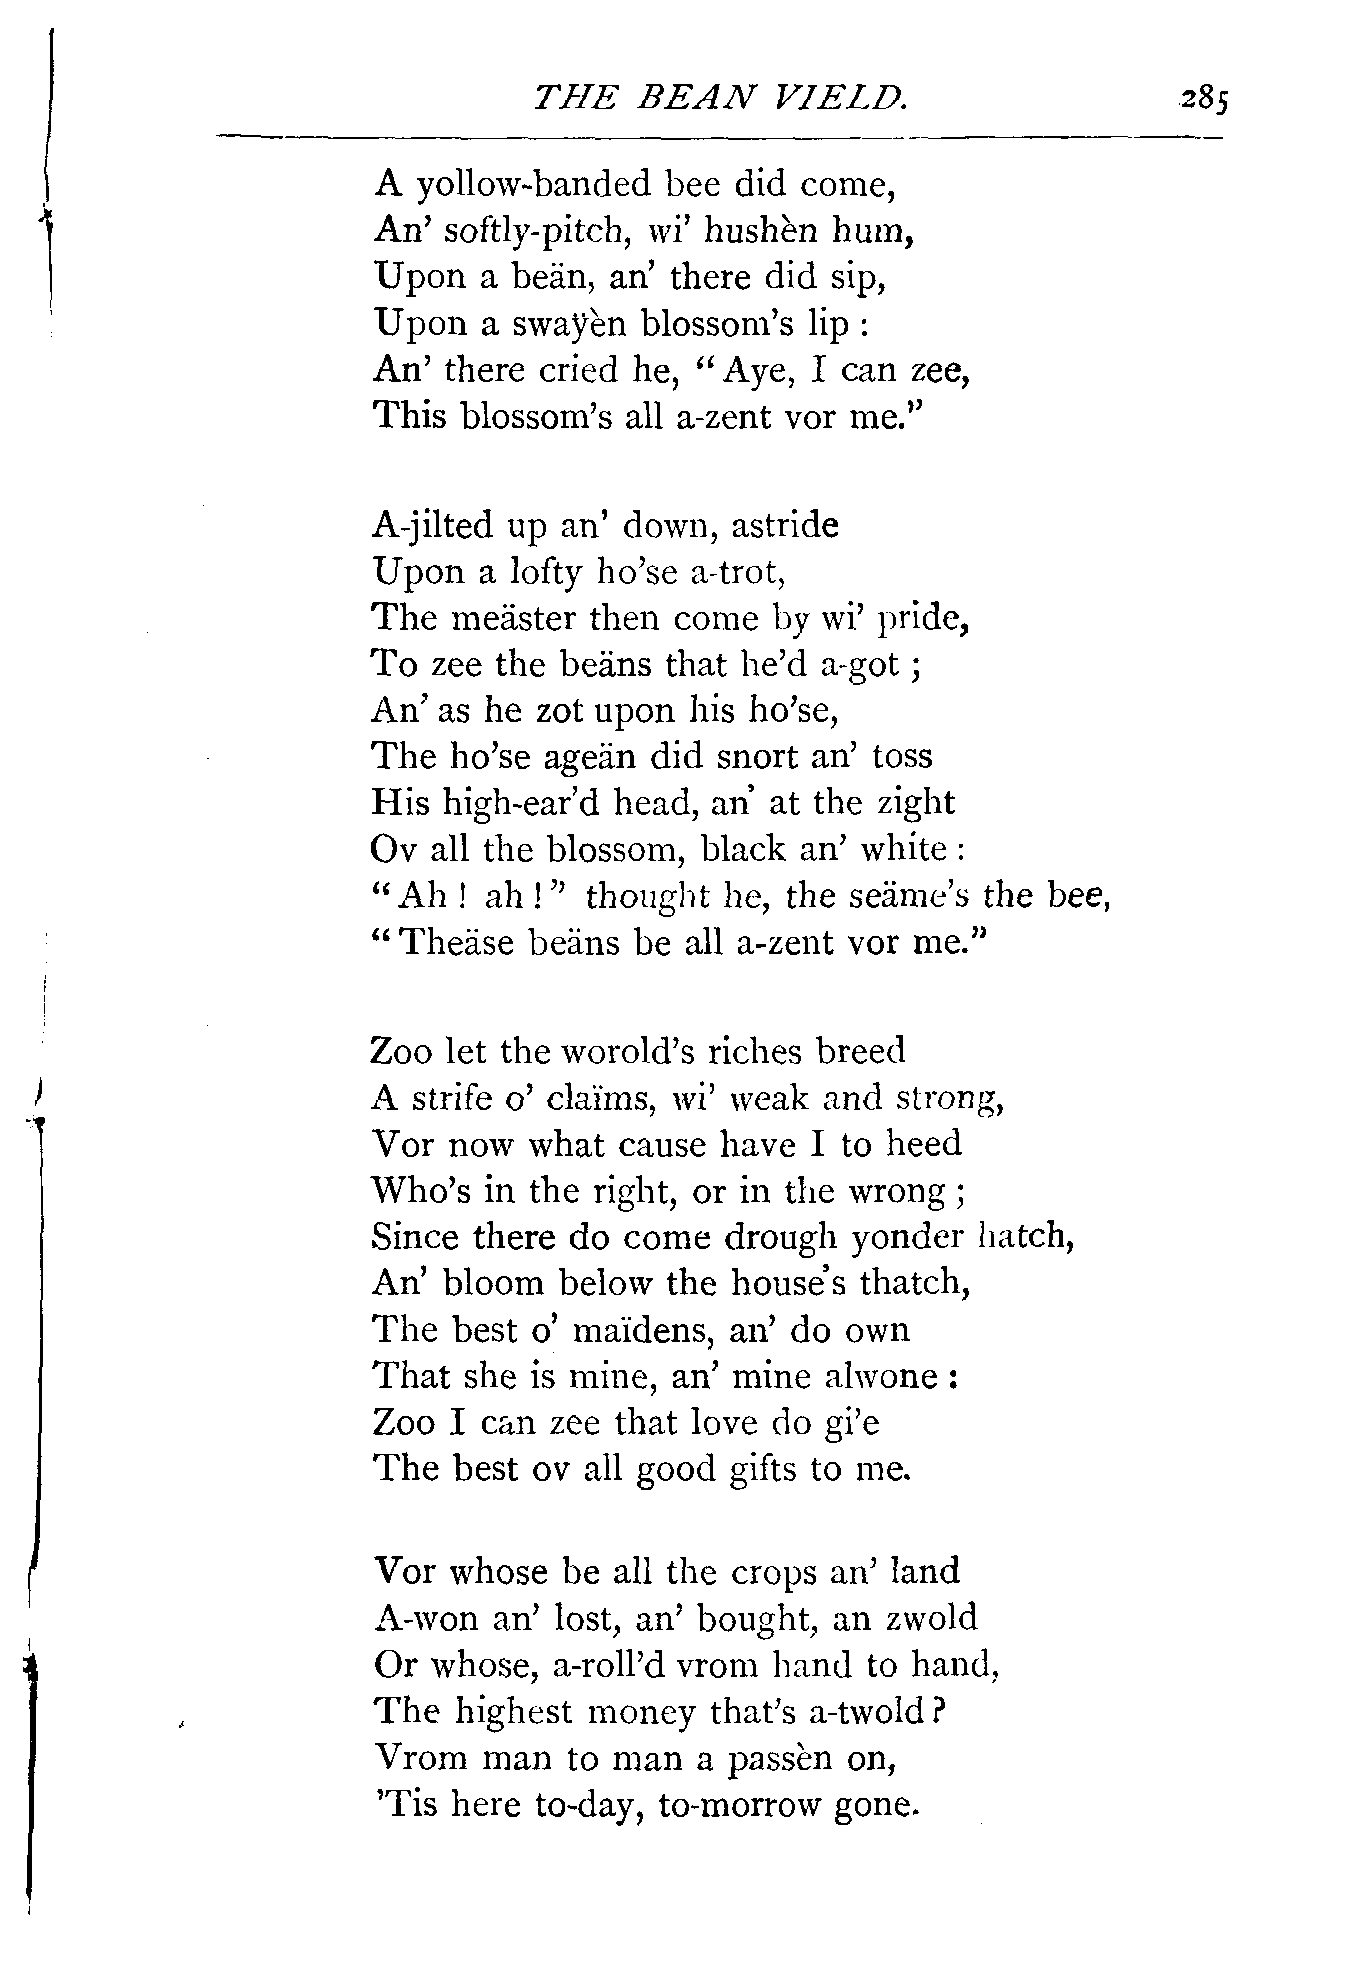 THE BEAN VIELD. 285
A yollow-banded bee did come,
An' softly-pitch, wi' hushèn hum,
Upon a beän, an' there did sip,
Upon a swayèn blossom's lip :
An' there cried he, “ Aye, I can zee,
This blossom's all a-zent vor me.”
A-jilted up an' down, astride
Upon a lofty ho'se a-trot,
The meäster then come by wi' pride,
To zee the beäns that he'd a-got ;
An' as he zot upon his ho'se,
The ho'se ageän did snort an' toss
His high-ear'd head, an' at the zight
Ov all the blossom, black an' white :
“ Ah ! ah ! ” thought he, the seäme's the bee,
“ Theäse beäns be all a-zent vor me.”
Zoo let the worold's riches breed
A strife o' claïms, wi' weak and strong,
Vor now what cause have I to heed
Who's in the right, or in the wrong ;
Since there do come drough yonder hatch,
An' bloom below the house's thatch,
The best o' maïdens, an' do own
That she is mine, an' mine alwone :
Zoo I can zee that love do gi'e
The best ov all good gifts to me.
Vor whose be all the crops an' land
A-won an' lost, an' bought, an zwold
Or whose, a-roll'd vrom hand to hand,
The highest money that's a-twold ?
Vrom man to man a passèn on,
'Tis here to-day, to-morrow gone.